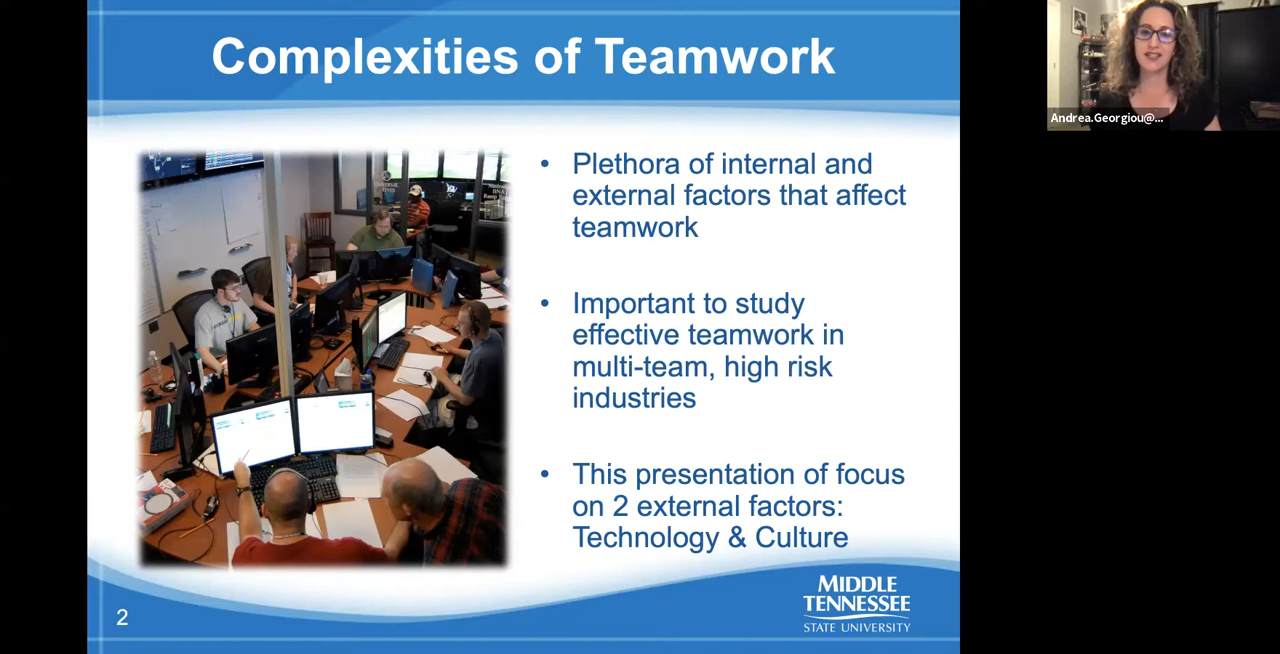 Complexities of Teamwork
Andrea.Georgiou@...
• Plethora of internal and
external factors that affect
teamwork
• Important to study
effective teamwork in
multi-team, high risk
industries
• This presentation of focus
on 2 external factors:
Technology & Culture
2
MIDDLE
TENNESSEE
STATE UNIVERSITY